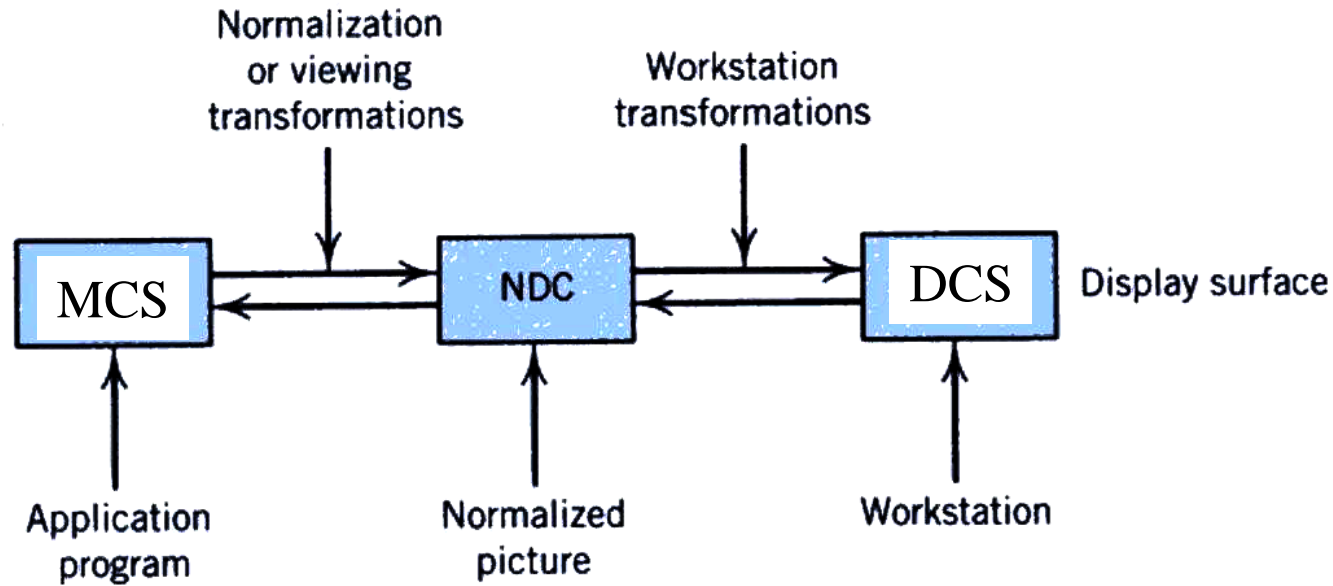 Normalization
or viewing
transformations
Workstation
transformations
MCS
NDC
DCS
Display surface
Application
program
Normalized
picture
Workstation